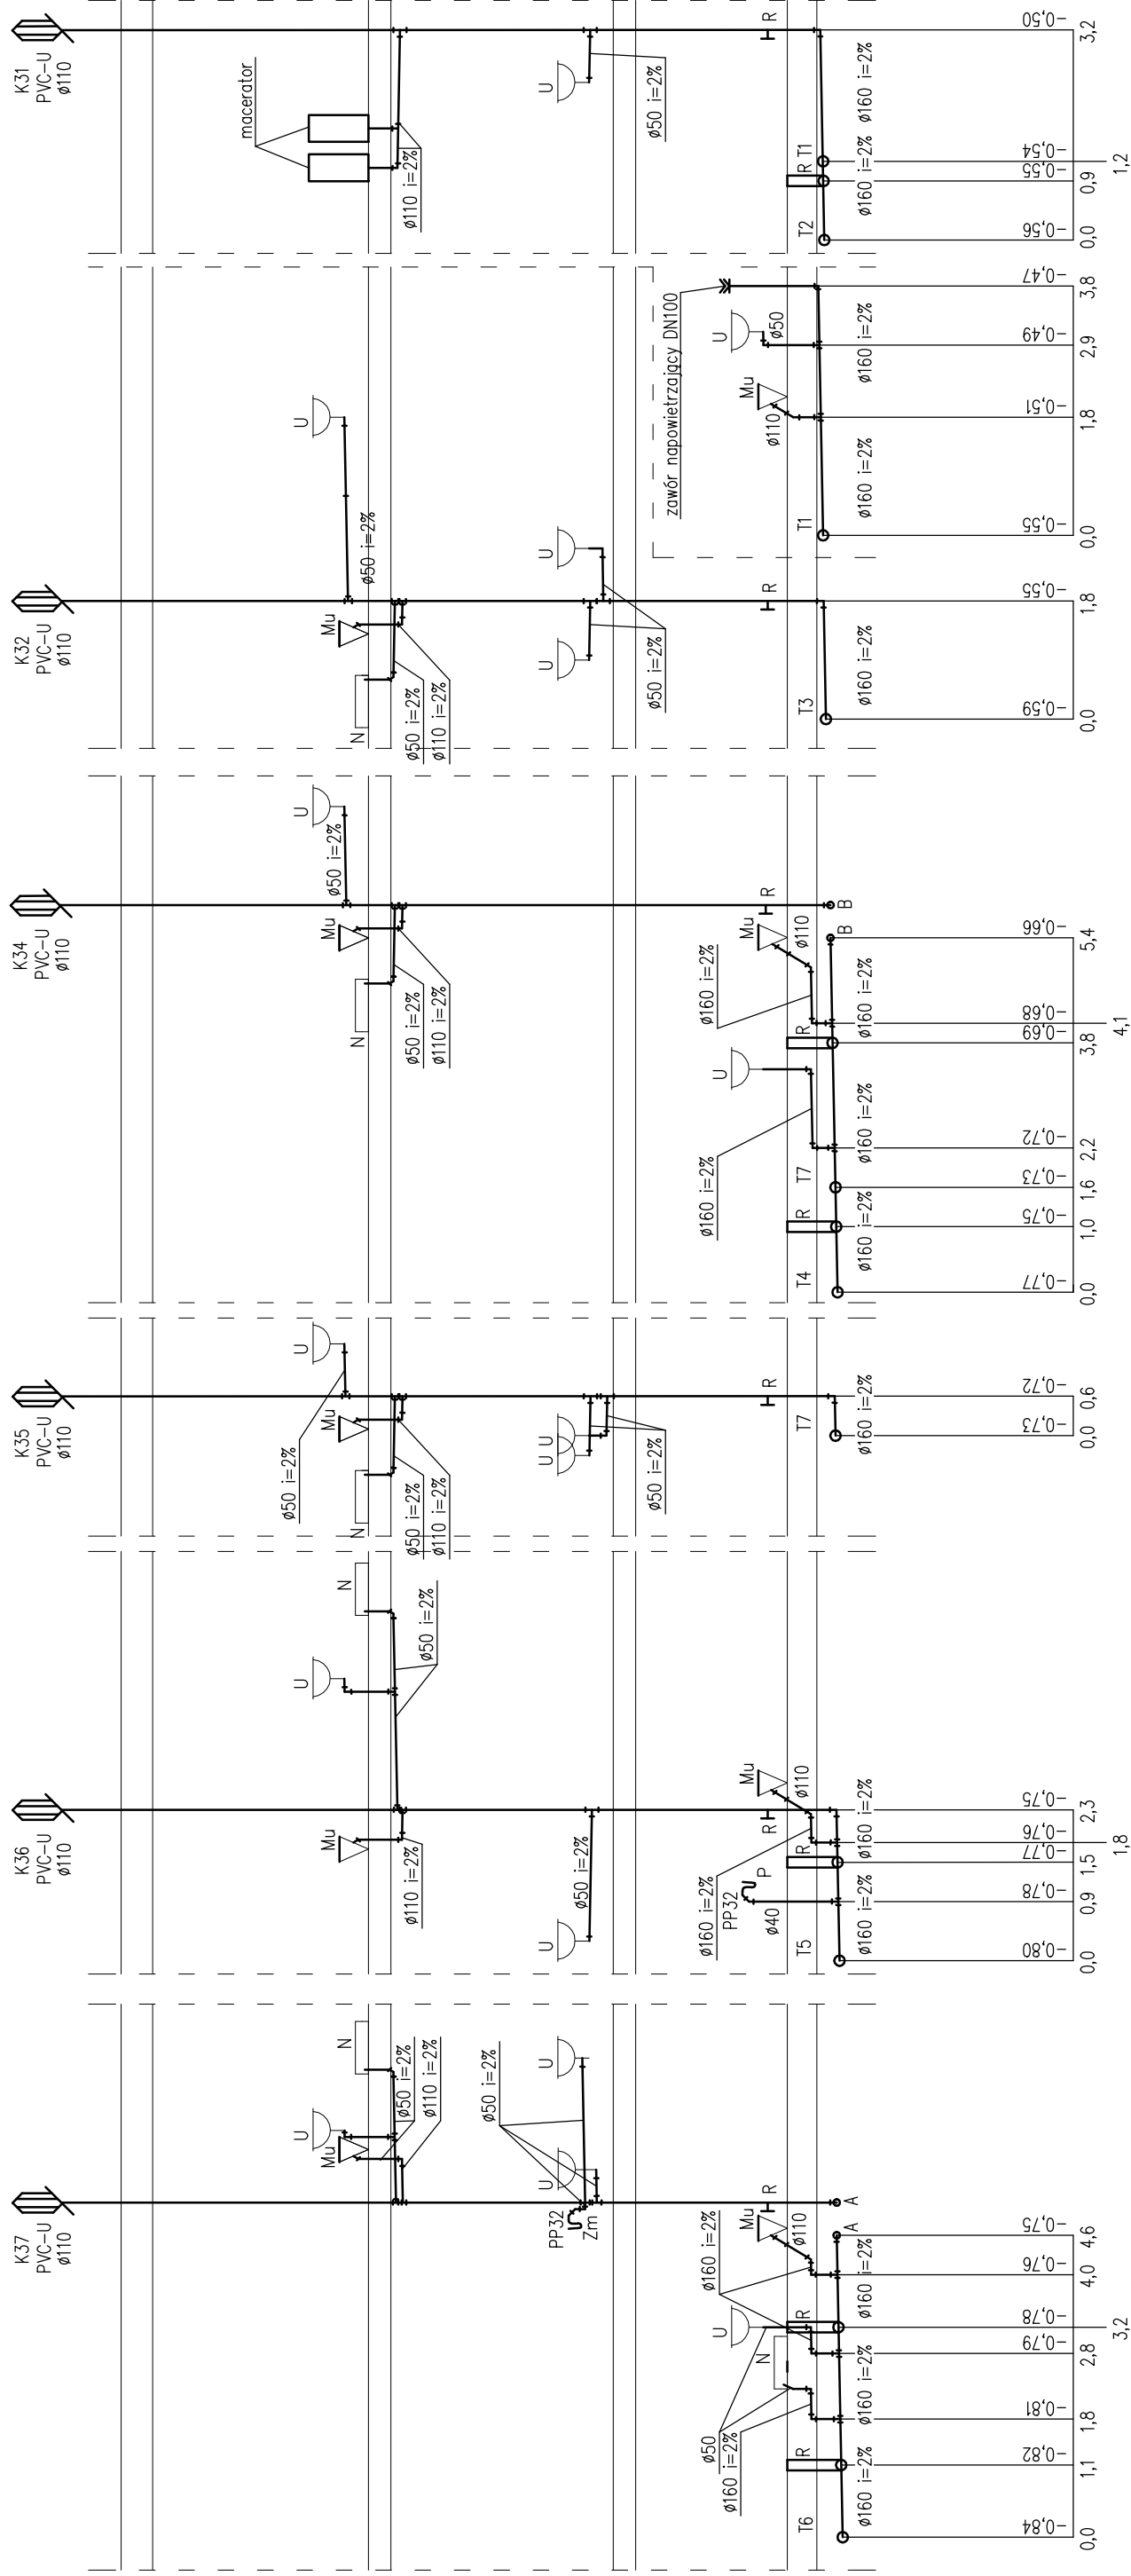 K37
PVC-U
ø110
N
U
Mu
ø50 i=2%
ø110 i=2%
ø50 i=2%
U
U
PP32
Zm
R
A
Mu
ø110
ø160 i=2%
U
R
N
ø50
ø160 i=2%
R
T6
A
ø160 i=2%
ø160 i=2%
ø160 i=2%
-0,84
-0,82
-0,81
-0,79
-0,78
-0,76
-0,75
0,0
1,1
1,8
2,8
3,2
4,0
4,6
K36
PVC-U
ø110
N
U
ø50 i=2%
Mu
ø110 i=2%
U
ø50 i=2%
R
Mu
ø110
ø160 i=2%
R
P
PP32
ø40
T5
ø160 i=2%
ø160 i=2%
-0,80
-0,78
-0,77
-0,76
-0,75
0,0
0,9
1,5
1,8
2,3
K35
PVC-U
ø110
U
ø50 i=2%
Mu
N
ø50 i=2%
ø110 i=2%
U U
ø50 i=2%
R
T7
ø160 i=2%
-0,73
-0,72
0,0
0,6
K34
PVC-U
ø110
U
ø50 i=2%
Mu
N
ø50 i=2%
ø110 i=2%
R
B
Mu
ø110
ø160 i=2%
R
U
ø160 i=2%
T7
R
T4
B
ø160 i=2%
ø160 i=2%
ø160 i=2%
-0,77
-0,75
-0,73
-0,72
-0,69
-0,68
-0,66
0,0
1,0
1,6
2,2
3,8
4,1
5,4
K32
PVC-U
ø110
U
ø50 i=2%
Mu
N
ø50 i=2%
ø110 i=2%
U
U
ø50 i=2%
R
T3
ø160 i=2%
-0,59
-0,55
0,0
1,8
zawór napowietrzający DN100
U
ø50
Mu
ø110
T1
ø160 i=2%
ø160 i=2%
-0,55
-0,51
-0,49
-0,47
0,0
1,8
2,9
3,8
K31
PVC-U
ø110
macerator
ø110 i=2%
U
ø50 i=2%
R
T2
R
T1
ø160 i=2%
ø160 i=2%
-0,56
-0,55
-0,54
-0,50
0,0
0,9
1,2
3,2